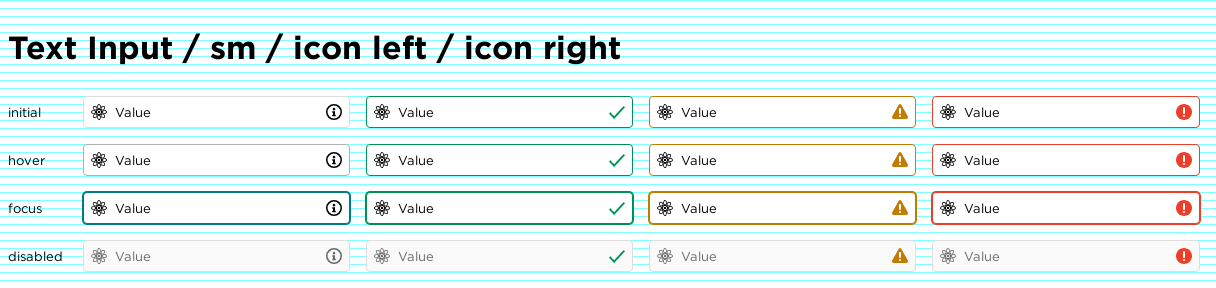 Text Input / sm / icon left / icon right
initial Value Value Value Value
hover Value Value Value Value
focus Value Value Value Value
disabled Value Value Value Value